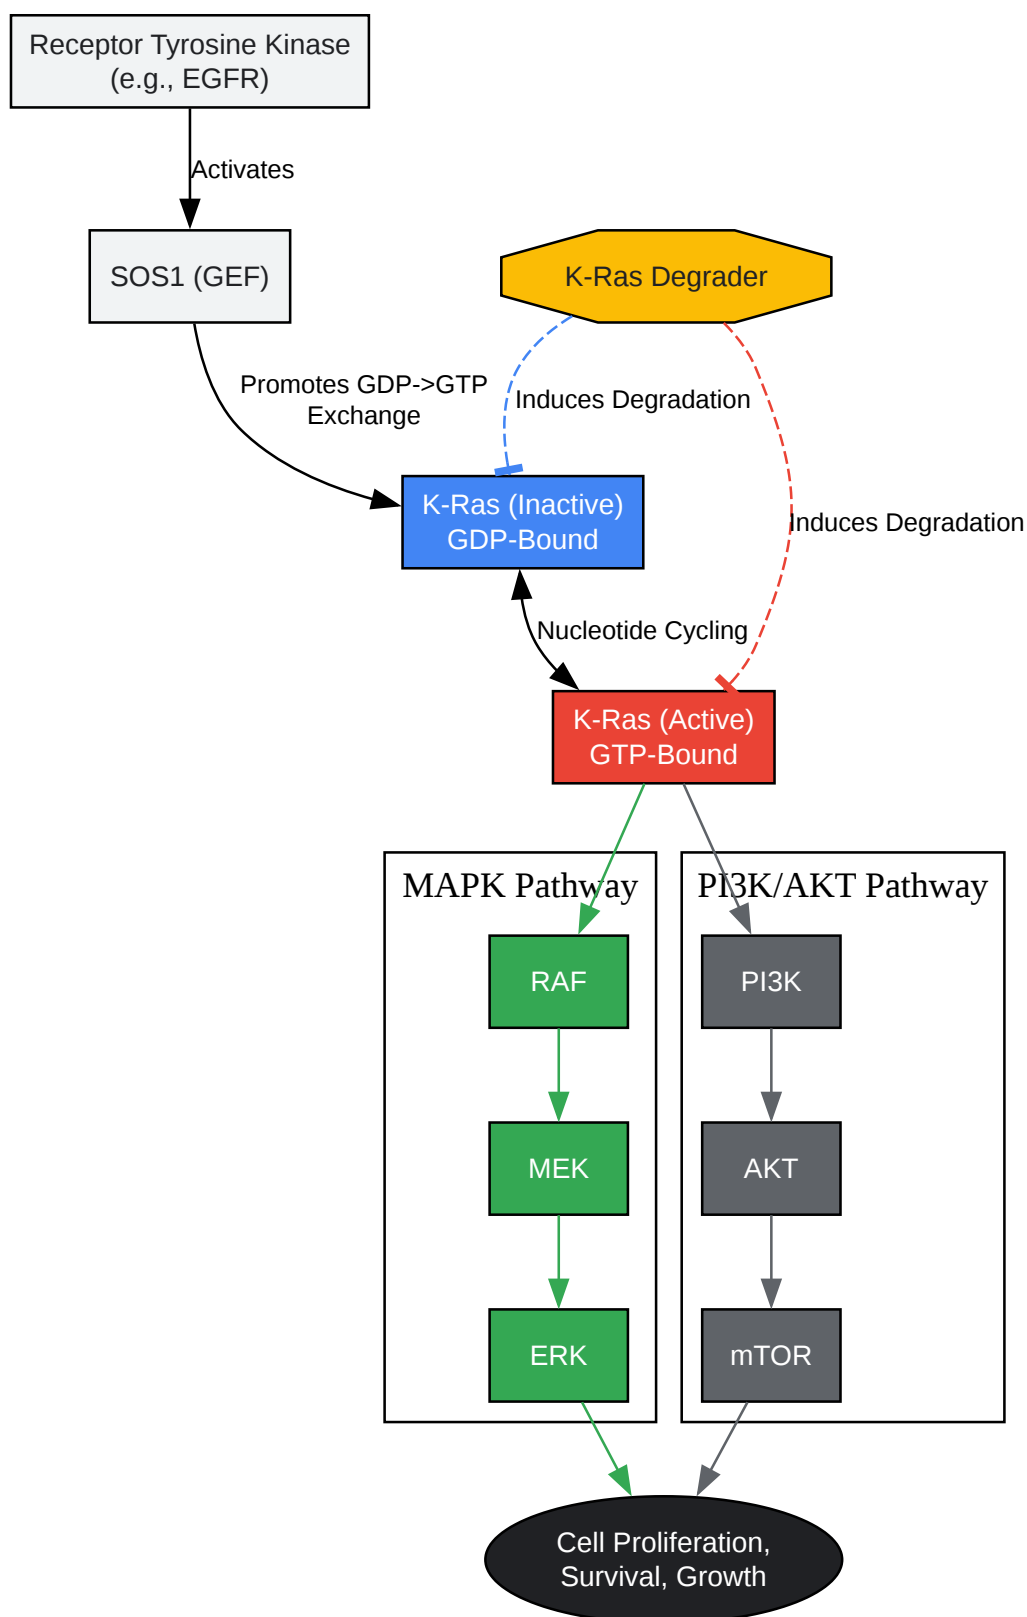 Receptor Tyrosine Kinase
(e.g., EGFR)
Activates
SOS1 (GEF)
K-Ras Degrader
Promotes GDP->GTP
Exchange
Induces Degradation
K-Ras (Inactive)
GDP-Bound
Induces Degradation
Nucleotide Cycling
K-Ras (Active)
GTP-Bound
MAPK Pathway
PI3K/AKT Pathway
RAF
PI3K
MEK
AKT
ERK
mTOR
Cell Proliferation,
Survival, Growth